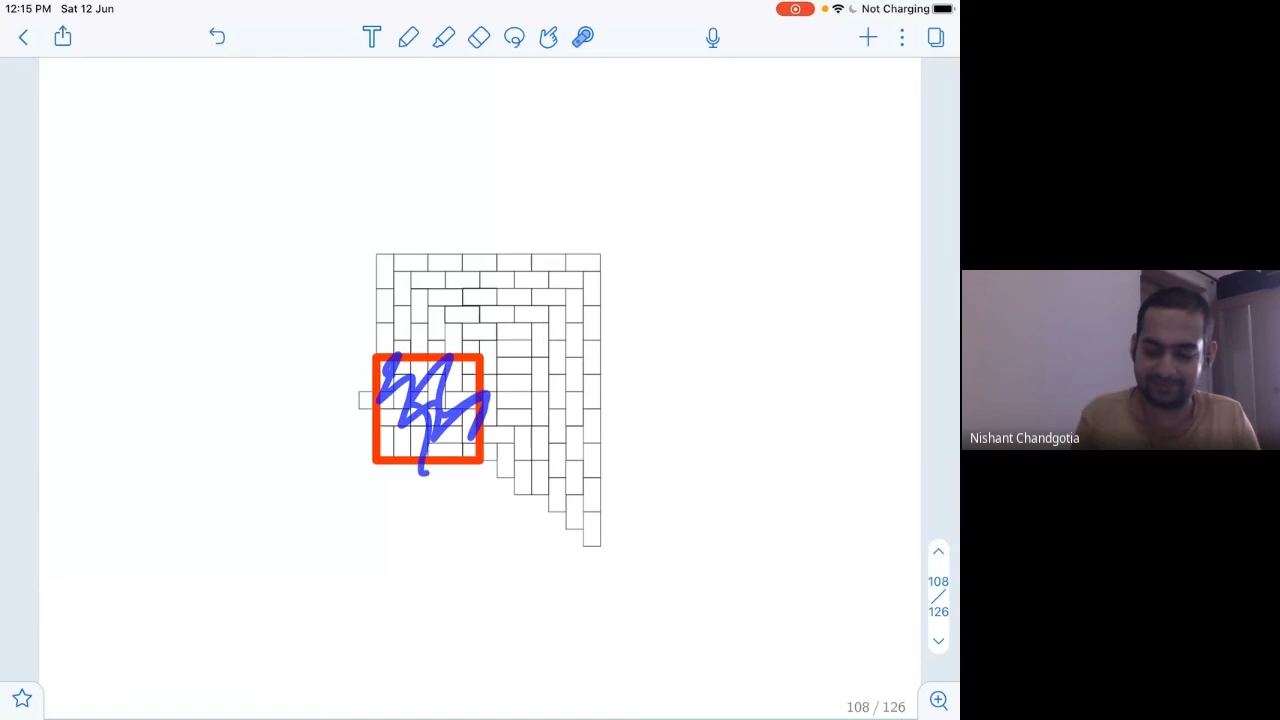 12:15 PM Sat 12 Jun
Not Charging
T
Nishant Chandgotia
108
126
108 / 126